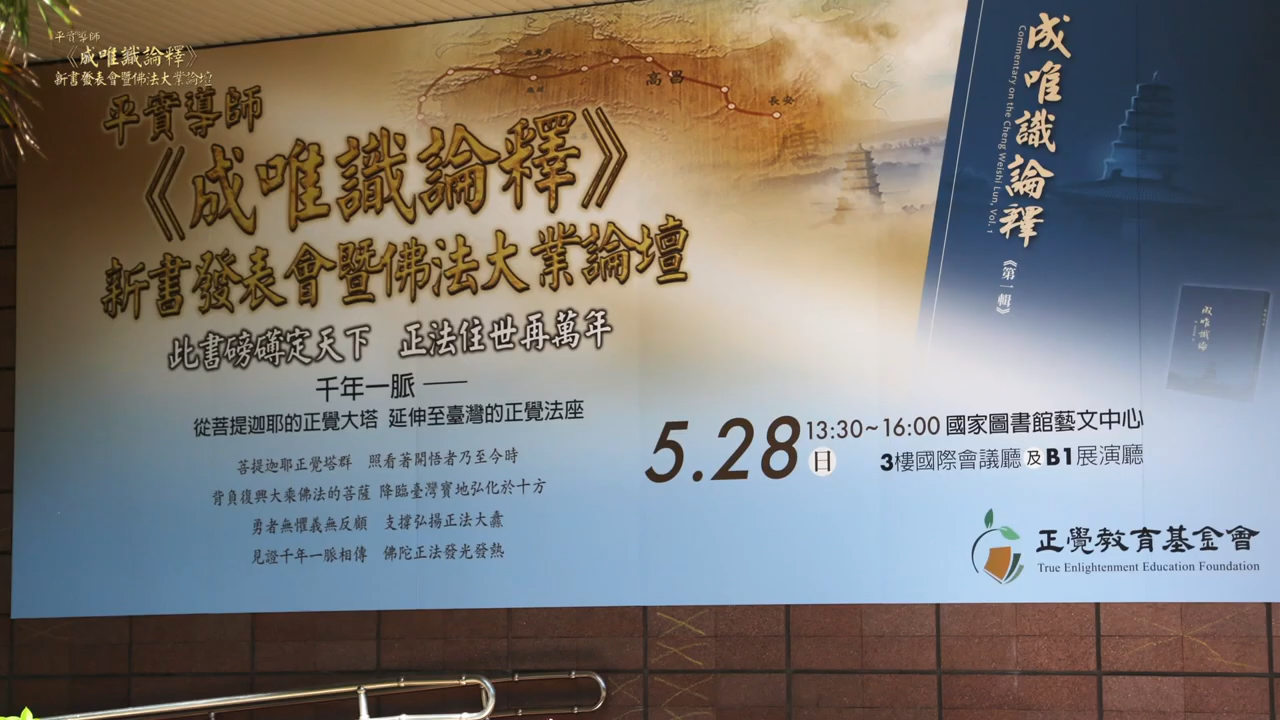 平實導師
《成唯識論釋》
新書發表會暨佛法大業論壇
平實導師
《成唯識論釋》
新書發表會暨佛法大業論壇
此書磅礴定天下 正法住世再萬年
千年一脈 ——
從菩提迦耶的正覺大塔 延伸至臺灣的正覺法座
菩提迦耶正覺塔群 照看著開悟者乃至今時
背負復興大乘佛法的菩薩 降臨臺灣寶地弘化於十方
勇者無懼義無反顧 支撐弘揚正法大纛
見證千年一脈相傳 佛陀正法發光發熱
高昌
長安
成唯識論釋
Commentary on the Cheng Weishi Lun, Vol. 1
《第一輯》
成唯識論
5.28 日 13:30~16:00 國家圖書館藝文中心
3樓國際會議廳及B1展演廳
正覺教育基金會
True Enlightenment Education Foundation